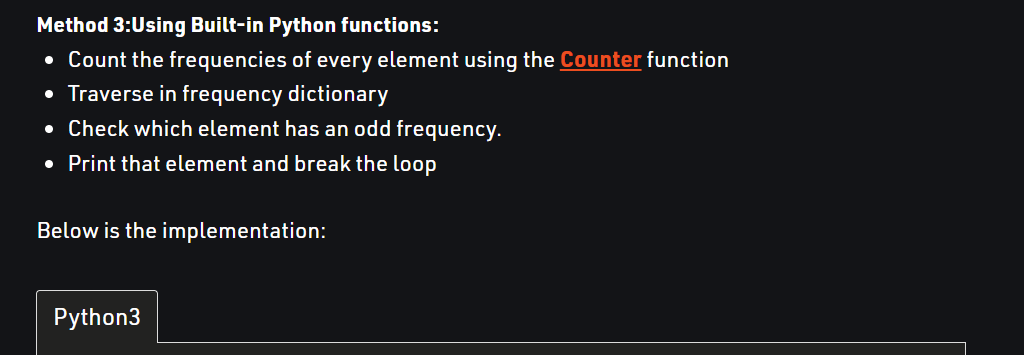 Method 3:Using Built-in Python functions:
• Count the frequencies of every element using the Counter function
• Traverse in frequency dictionary
• Check which element has an odd frequency.
• Print that element and break the loop
Below is the implementation:
Python3